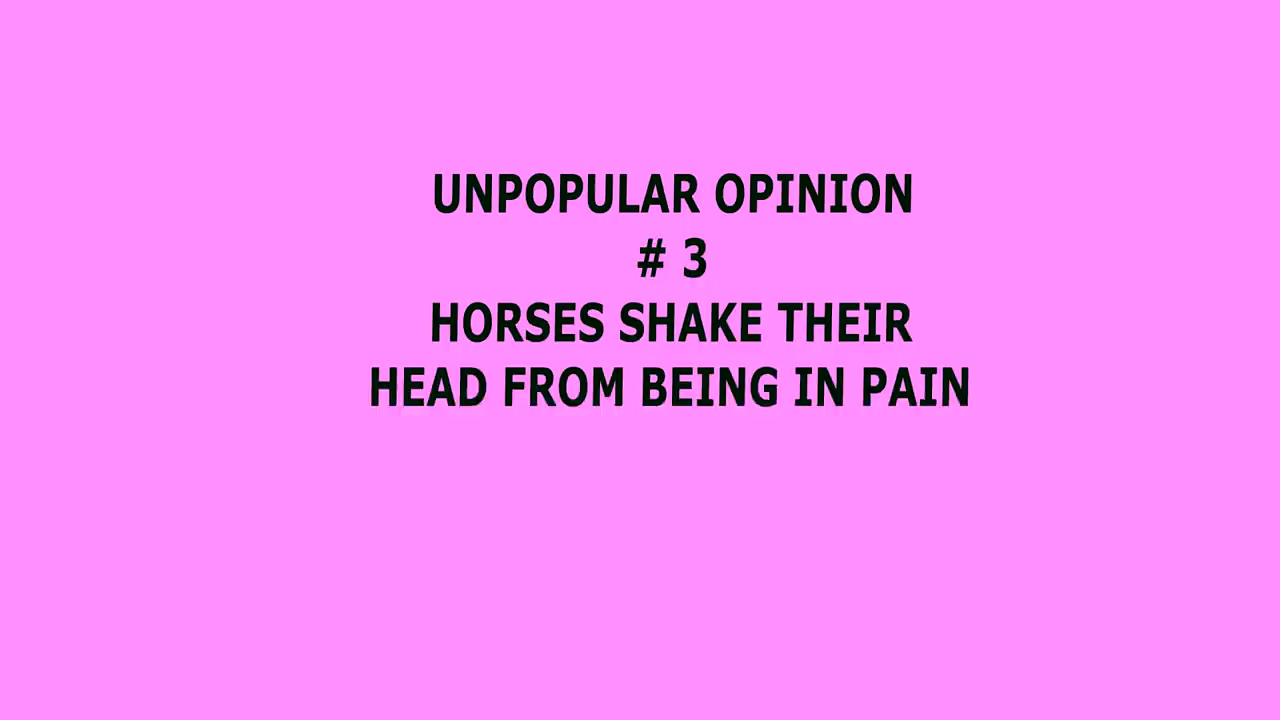 UNPOPULAR OPINION
# 3
HORSES SHAKE THEIR
HEAD FROM BEING IN PAIN